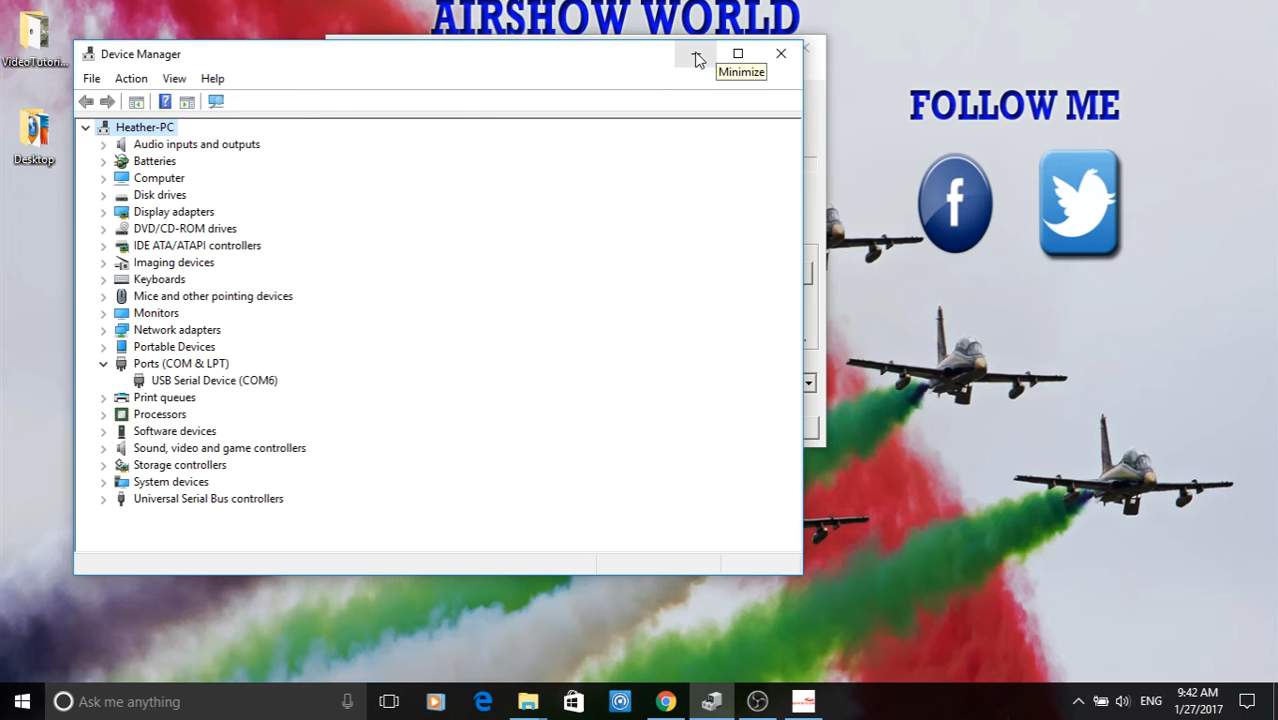 AIRSHOW WORLD
VideoTutori...
Desktop
Device Manager
Minimize
File Action View Help
FOLLOW ME
f
Heather-PC
Audio inputs and outputs
Batteries
Computer
Disk drives
Display adapters
DVD/CD-ROM drives
IDE ATA/ATAPI controllers
Imaging devices
Keyboards
Mice and other pointing devices
Monitors
Network adapters
Portable Devices
Ports (COM & LPT)
USB Serial Device (COM6)
Print queues
Processors
Software devices
Sound, video and game controllers
Storage controllers
System devices
Universal Serial Bus controllers
Ask me anything
ENG
9:42 AM
1/27/2017